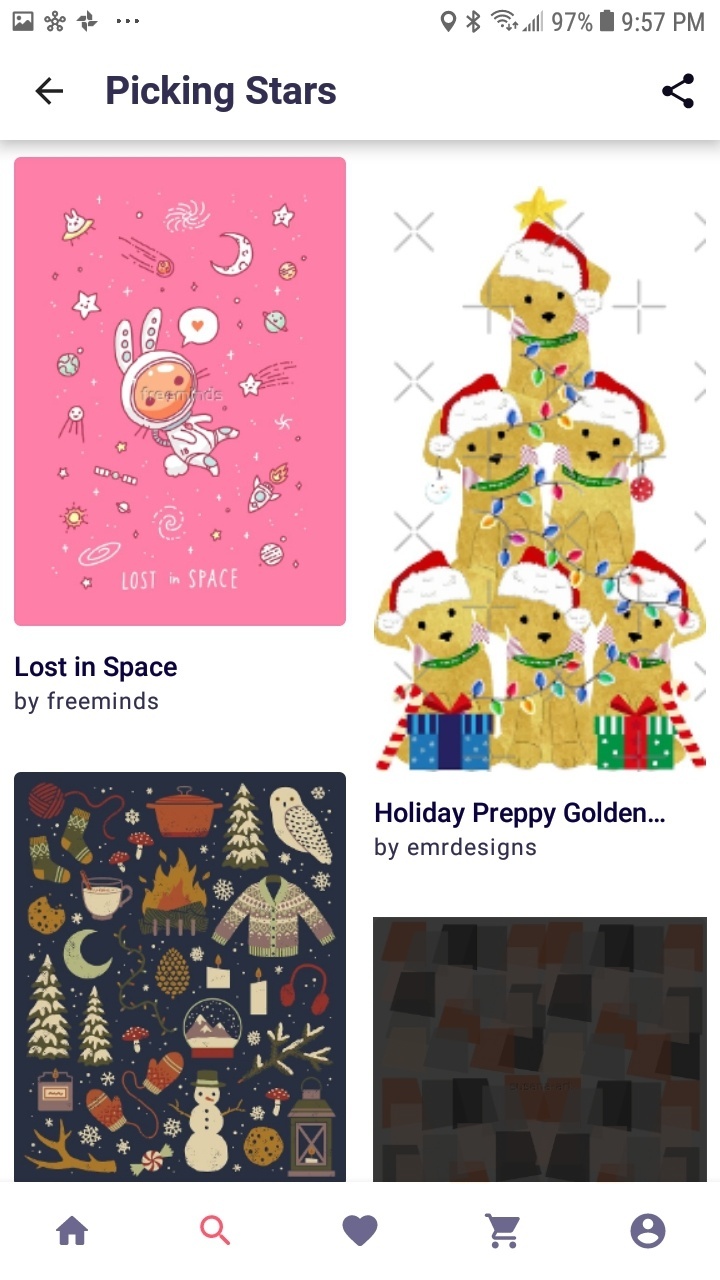 97% 9:57 PM
Picking Stars
freeminds
LOST in SPACE
Lost in Space
by freeminds
Holiday Preppy Golden...
by emrdesigns